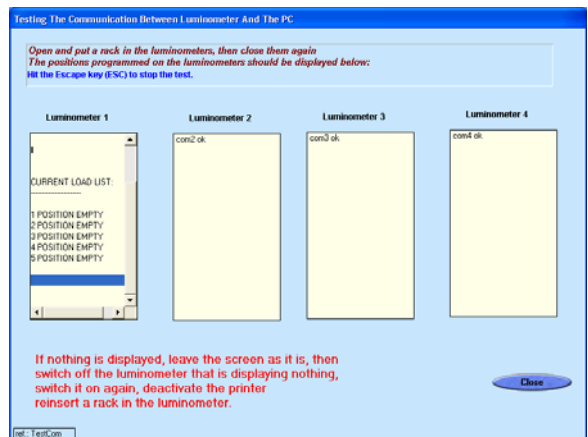 Testing The Communication Between Luminometer And The PC
Open and put a rack in the luminometers, then close them again
The positions programmed on the luminometers should be displayed below:
Hit the Escape key (ESC) to stop the test.
Luminometer 1
Luminometer 2
Luminometer 3
Luminometer 4
CURRENT LOAD LIST:
--------------------
1 POSITION EMPTY
2 POSITION EMPTY
3 POSITION EMPTY
4 POSITION EMPTY
5 POSITION EMPTY
com2 ok
com3 ok
com4 ok
If nothing is displayed, leave the screen as it is, then
switch off the luminometer that is displaying nothing,
switch it on again, deactivate the printer
reinsert a rack in the luminometer.
Close
ref.: TestCom